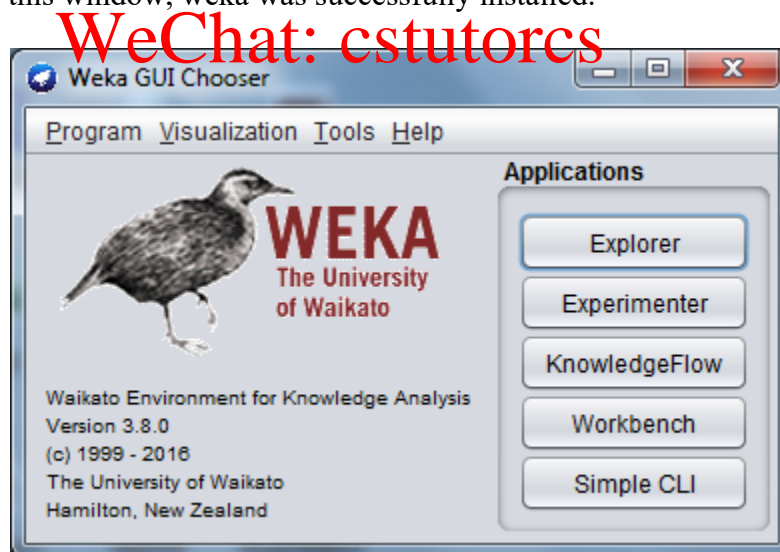 this window, weka was successfully installed.
WeChat: cstutorcs
Weka GUI Chooser
Program Visualization Tools Help
Applications
WEKA
The University
of Waikato
Explorer
Experimenter
KnowledgeFlow
Workbench
Simple CLI
Waikato Environment for Knowledge Analysis
Version 3.8.0
(c) 1999 - 2016
The University of Waikato
Hamilton, New Zealand